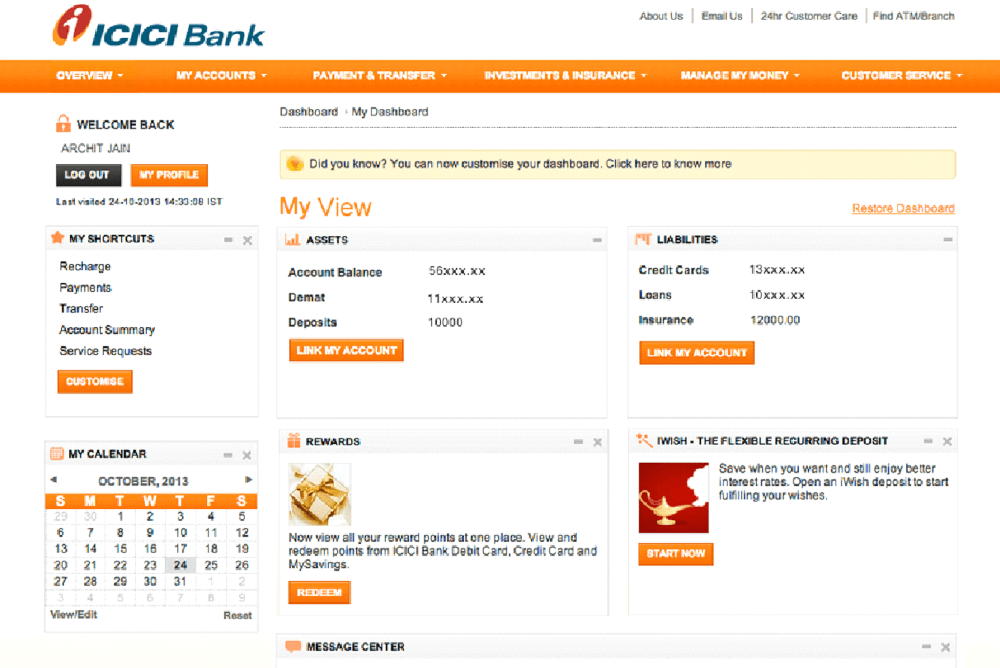 i ICICI Bank
About Us | Email Us | 24hr Customer Care | Find ATM/Branch
OVERVIEW MY ACCOUNTS PAYMENT & TRANSFER INVESTMENTS & INSURANCE MANAGE MY MONEY CUSTOMER SERVICE
WELCOME BACK
ARCHIT JAIN
LOG OUT MY PROFILE
Last visited 24-10-2013 14:33:08 IST
MY SHORTCUTS
Recharge
Payments
Transfer
Account Summary
Service Requests
CUSTOMISE
MY CALENDAR
OCTOBER, 2013
S M T W T F S
29 30 1 2 3 4 5
6 7 8 9 10 11 12
13 14 15 16 17 18 19
20 21 22 23 24 25 26
27 28 29 30 31 1 2
3 4 5 6 7 8 9
View/Edit Reset
Dashboard My Dashboard
Did you know? You can now customise your dashboard. Click here to know more
My View
Restore Dashboard
ASSETS
Account Balance 56xxx.xx
Demat 11xxx.xx
Deposits 10000
LINK MY ACCOUNT
LIABILITIES
Credit Cards 13xxx.xx
Loans 10xxx.xx
Insurance 12000.00
LINK MY ACCOUNT
REWARDS
Now view all your reward points at one place. View and
redeem points from ICICI Bank Debit Card, Credit Card and
MySavings.
REDEEM
IWISH - THE FLEXIBLE RECURRING DEPOSIT
Save when you want and still enjoy better
interest rates. Open an iWish deposit to start
fulfilling your wishes.
START NOW
MESSAGE CENTER